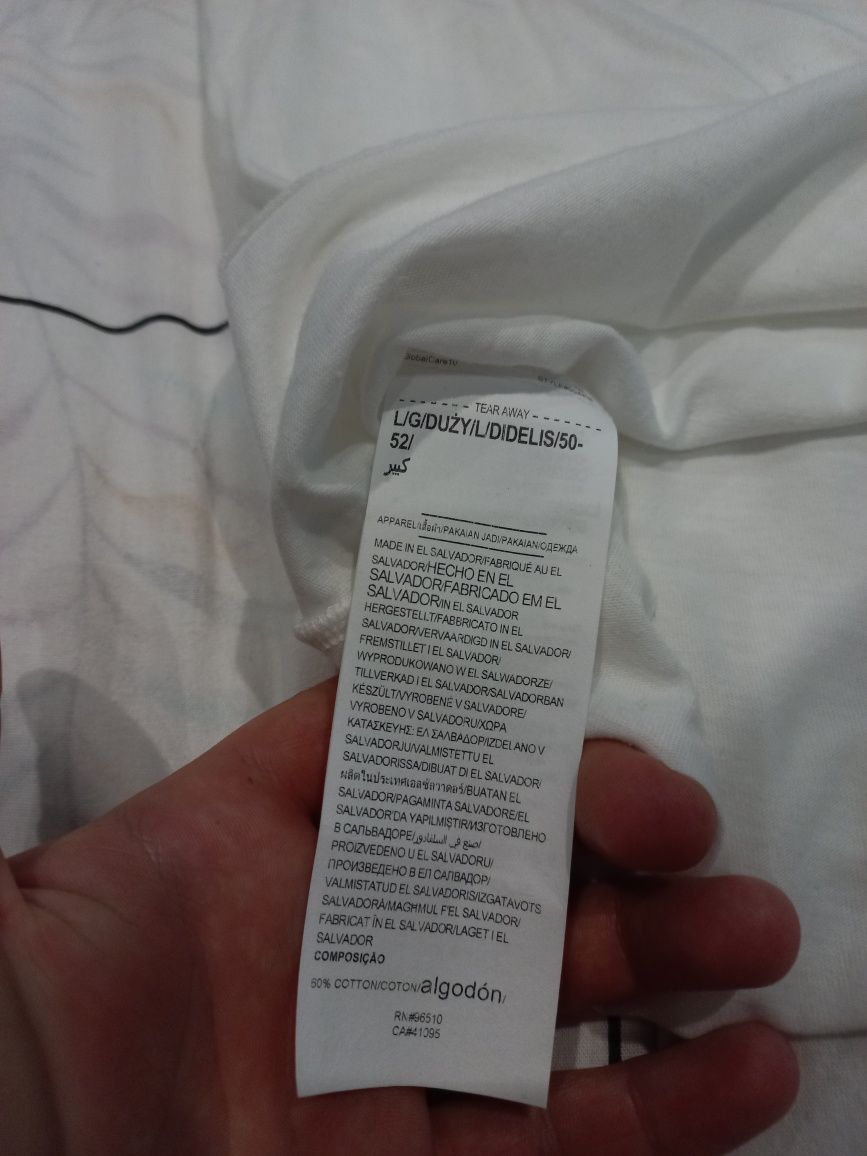 GlobalCareTo
- - - - - - - TEAR AWAY - - - - - - -
L/G/DUŻY/L/DIDELIS/50-
52/
كبير
APPAREL/เสื้อผ้า/PAKAIAN JADI/PAKAIAN/ОДЕЖДА
MADE IN EL SALVADOR/FABRIQUÉ AU EL
SALVADOR/HECHO EN EL
SALVADOR/FABRICADO EM EL
SALVADOR/IN EL SALVADOR
HERGESTELLT/FABBRICATO IN EL
SALVADOR/VERVAARDIGD IN EL SALVADOR/
FREMSTILLET I EL SALVADOR/
WYPRODUKOWANO W EL SALWADORZE/
TILLVERKAD I EL SALVADOR/SALVADORBAN
KÉSZÜLT/VYROBENÉ V SALVADORE/
VYROBENO V SALVADORU/ΧΩΡΑ
ΚΑΤΑΣΚΕΥΗΣ: ΕΛ ΣΑΛΒΑΔΟΡ/IZDELANO V
SALVADORJU/VALMISTETTU EL
SALVADORISSA/DIBUAT DI EL SALVADOR/
ผลิตในประเทศเอลซัลวาดอร์/BUATAN EL
SALVADOR/PAGAMINTA SALVADORE/EL
SALVADOR'DA YAPILMIŞTIR/ИЗГОТОВЛЕНО
В САЛЬВАДОРЕ/صنع في السلفادور/
PROIZVEDENO U EL SALVADORU/
ПРОИЗВЕДЕНО В ЕЛ САЛВАДОР/
VALMISTATUD EL SALVADORIS/IZGATAVOTS
SALVADORĀ/MAGĦMUL F'EL SALVADOR/
FABRICAT ÎN EL SALVADOR/LAGET I EL
SALVADOR
COMPOSIÇÃO
60% COTTON/COTON/algodón/
RN#96510
CA#41095